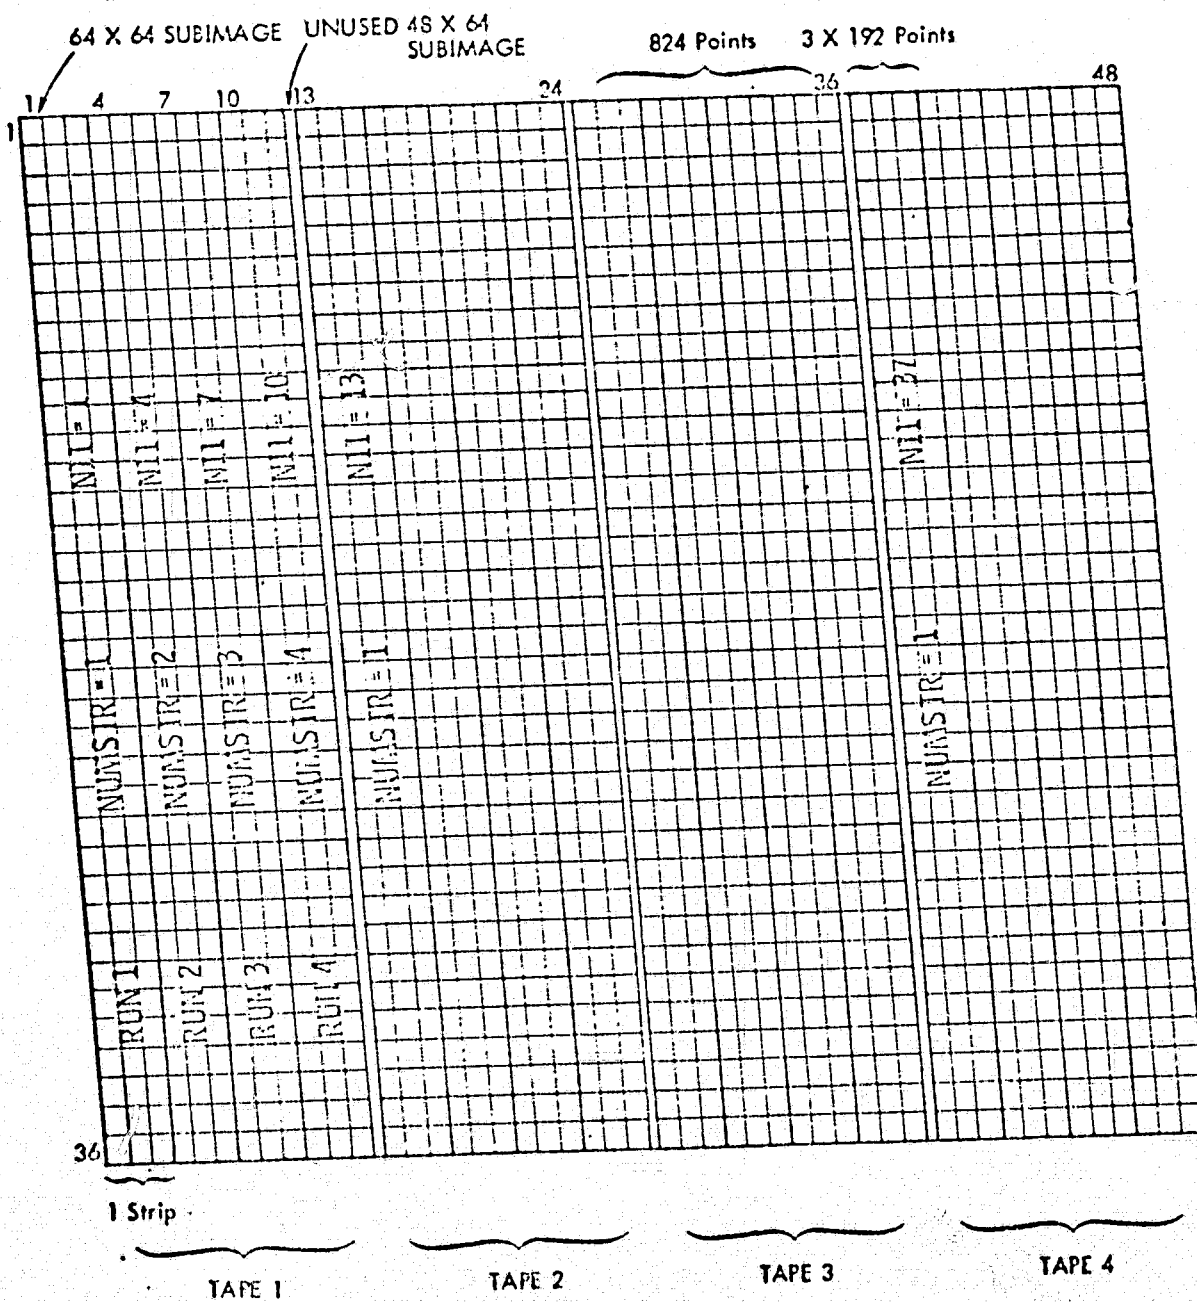 64 X 64 SUBIMAGE
UNUSED 48 X 64
SUBIMAGE
824 Points
3 X 192 Points
1
4
7
10
13
24
36
48
1
NI1=1
NI1=4
NI1=7
NI1=10
NI1=13
NI1=37
NUMSTR=1
NUMSTR=2
NUMSTR=3
NUMSTR=4
NUMSTR=1
NUMSTR=1
RUN 1
RUN 2
RUN 3
RUN 4
36
1 Strip
TAPE 1
TAPE 2
TAPE 3
TAPE 4